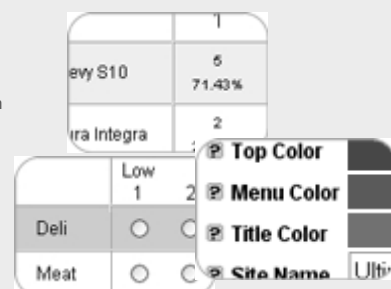 1
evy S10 5
71.43%
ura Integra 2
Low
1 2
Deli
Meat
Top Color
Menu Color
Title Color
Site Name Ulti